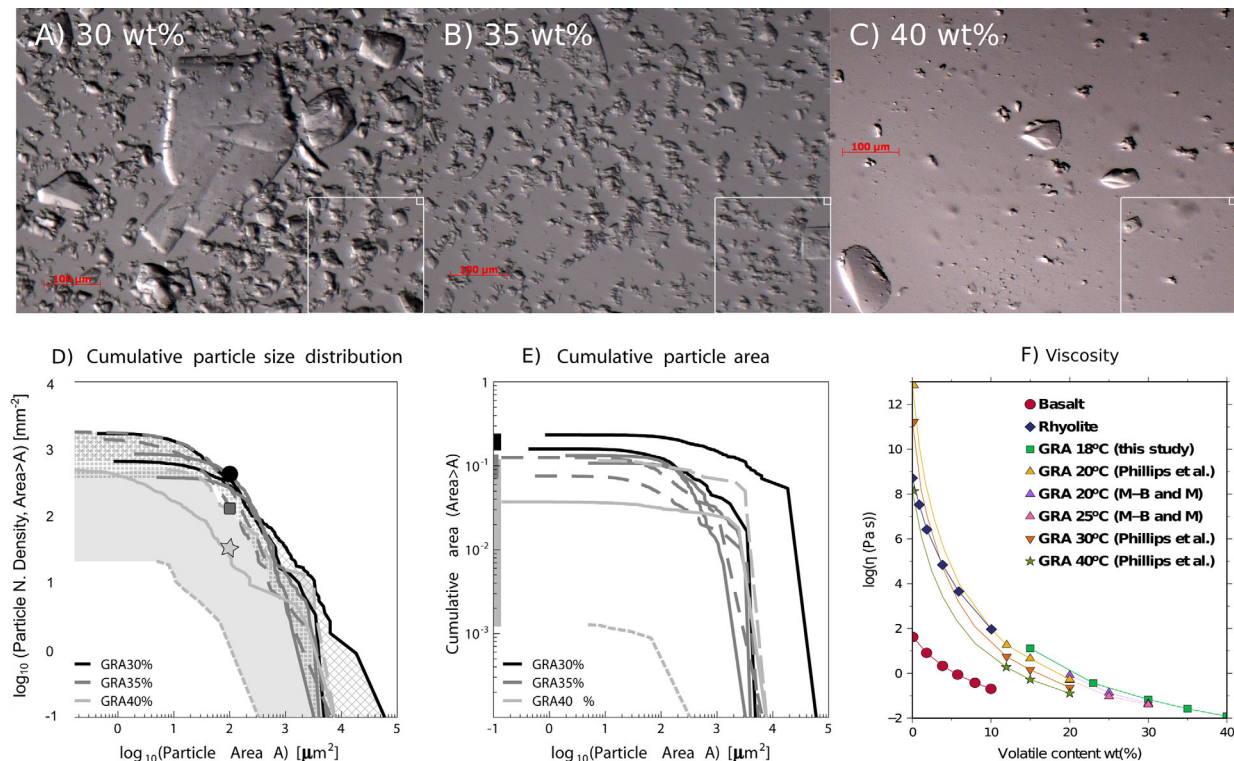 A) 30 wt%
B) 35 wt%
C) 40 wt%
100 µm
100 µm
100 µm
D) Cumulative particle size distribution
log10 (Particle N. Density, Area>A) [mm-2]
4
3
2
1
0
-1
GRA30%
GRA35%
GRA40%
0
1
2
3
4
5
log10(Particle Area A) [µm2]
E) Cumulative particle area
Cumulative area (Area>A)
1
10-1
10-2
10-3
GRA30%
GRA35%
GRA40 %
-1
0
1
2
3
4
5
log10(Particle Area A) [µm2]
F) Viscosity
log(η (Pa s))
12
10
8
6
4
2
0
−2
Basalt
Rhyolite
GRA 18ºC (this study)
GRA 20ºC (Phillips et al.)
GRA 20ºC (M−B and M)
GRA 25ºC (M−B and M)
GRA 30ºC (Phillips et al.)
GRA 40ºC (Phillips et al.)
0
10
20
30
40
Volatile content wt(%)